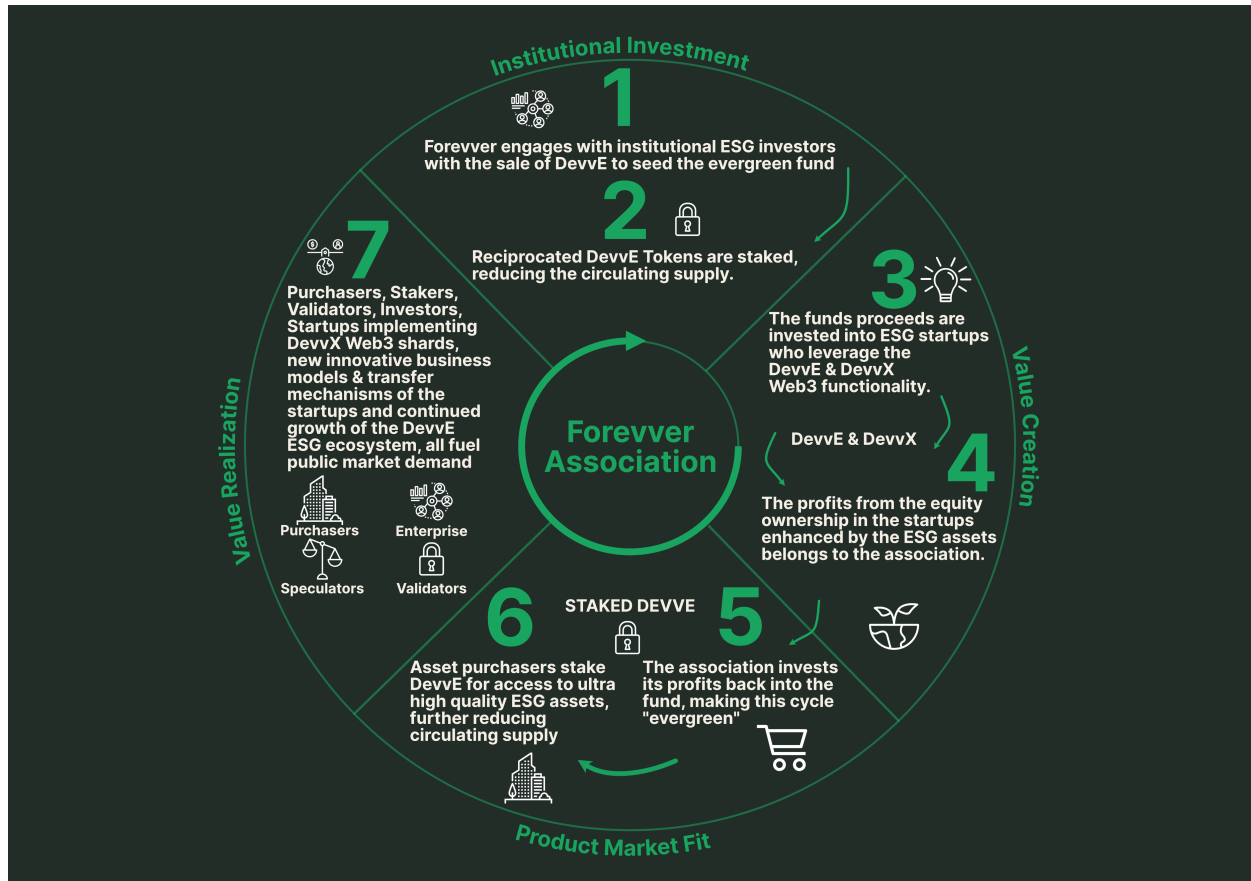 Institutional Investment
1
Forevver engages with institutional ESG investors
with the sale of DevvE to seed the evergreen fund
2
Reciprocated DevvE Tokens are staked,
reducing the circulating supply.
Value Creation
3
The funds proceeds are
invested into ESG startups
who leverage the
DevvE & DevvX
Web3 functionality.
DevvE & DevvX
4
The profits from the equity
ownership in the startups
enhanced by the ESG assets
belongs to the association.
5
STAKED DEVVE
The association invests
its profits back into the
fund, making this cycle
"evergreen"
6
Asset purchasers stake
DevvE for access to ultra
high quality ESG assets,
further reducing
circulating supply
Product Market Fit
7
$
Purchasers, Stakers,
Validators, Investors,
Startups implementing
DevvX Web3 shards,
new innovative business
models & transfer
mechanisms of the
startups and continued
growth of the DevvE
ESG ecosystem, all fuel
public market demand
Purchasers
Enterprise
Speculators
Validators
Value Realization
Forevver
Association